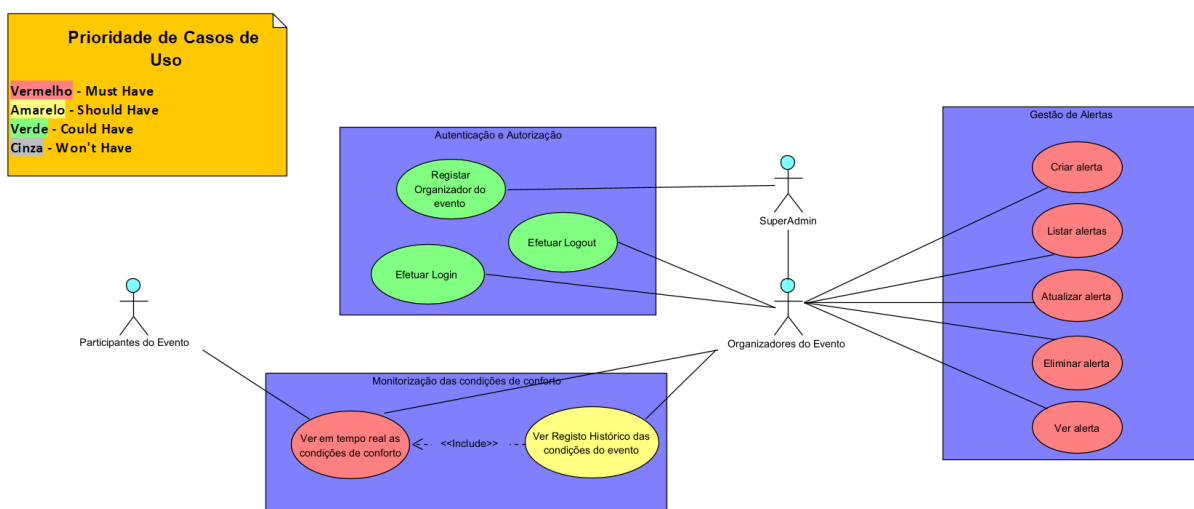 Prioridade de Casos de
Uso
Vermelho - Must Have
Amarelo - Should Have
Verde - Could Have
Cinza - Won't Have
Autenticação e Autorização
Registar
Organizador do
evento
Efetuar Logout
Efetuar Login
SuperAdmin
Participantes do Evento
Organizadores do Evento
Monitorização das condições de conforto
Ver em tempo real as
condições de conforto
<<Include>>
Ver Registo Histórico das
condições do evento
Gestão de Alertas
Criar alerta
Listar alertas
Atualizar alerta
Eliminar alerta
Ver alerta